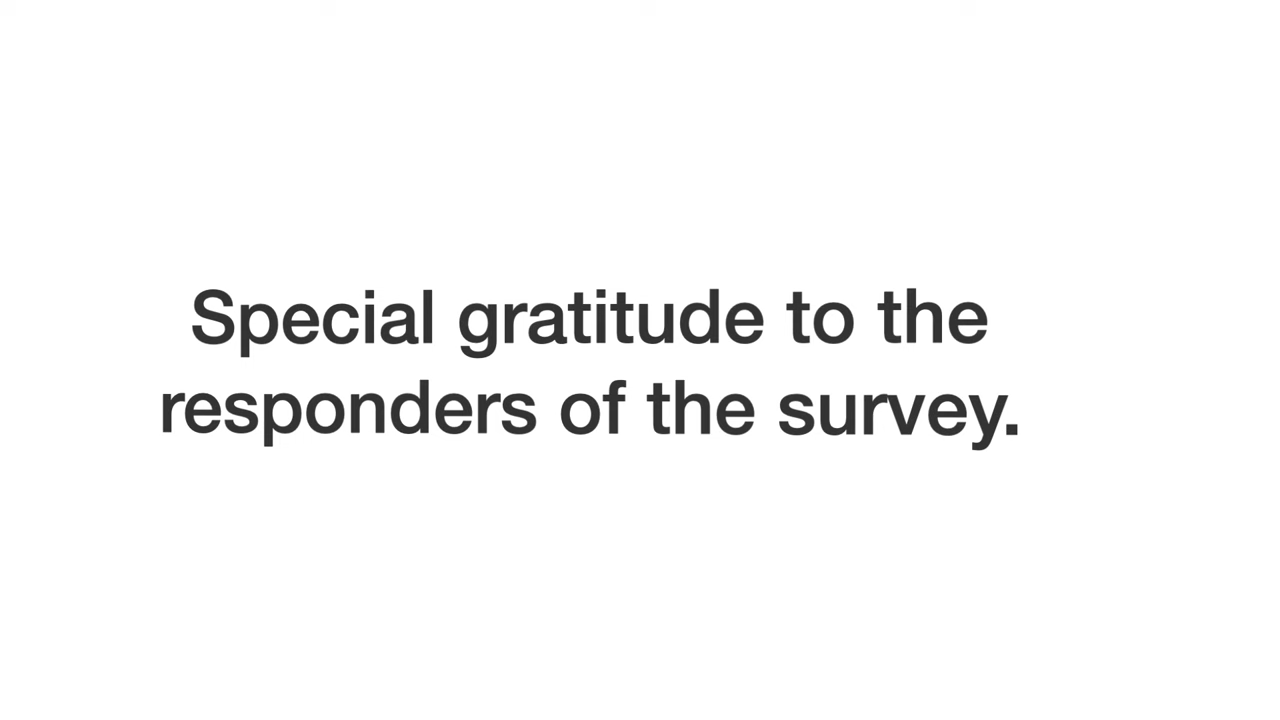 Special gratitude to the
responders of the survey.